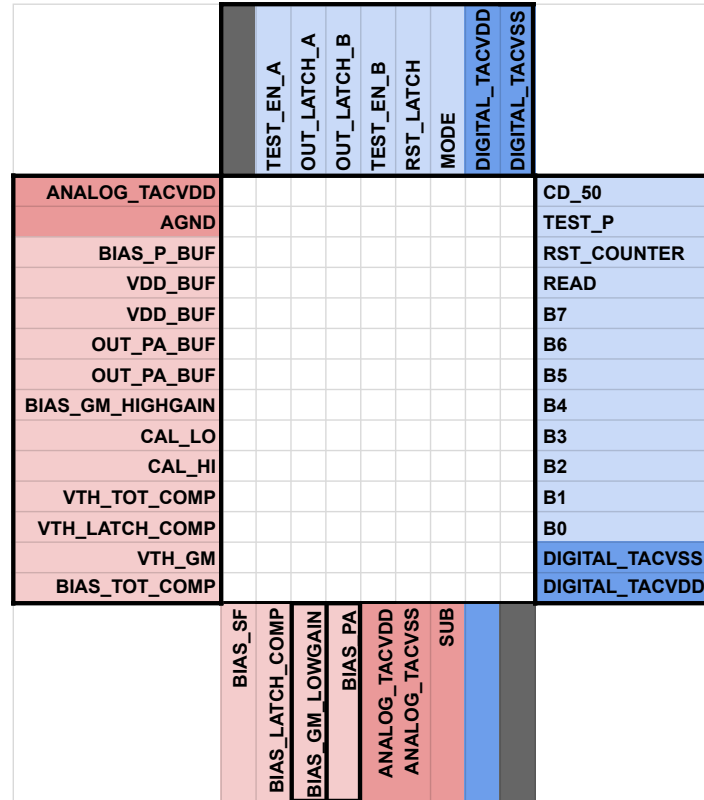 TEST_EN_A
OUT_LATCH_A
OUT_LATCH_B
TEST_EN_B
RST_LATCH
MODE
DIGITAL_TACVDD
DIGITAL_TACVSS
ANALOG_TACVDD
AGND
BIAS_P_BUF
VDD_BUF
VDD_BUF
OUT_PA_BUF
OUT_PA_BUF
BIAS_GM_HIGHGAIN
CAL_LO
CAL_HI
VTH_TOT_COMP
VTH_LATCH_COMP
VTH_GM
BIAS_TOT_COMP
CD_50
TEST_P
RST_COUNTER
READ
B7
B6
B5
B4
B3
B2
B1
B0
DIGITAL_TACVSS
DIGITAL_TACVDD
BIAS_SF
BIAS_LATCH_COMP
BIAS_GM_LOWGAIN
BIAS_PA
ANALOG_TACVDD
ANALOG_TACVSS
SUB